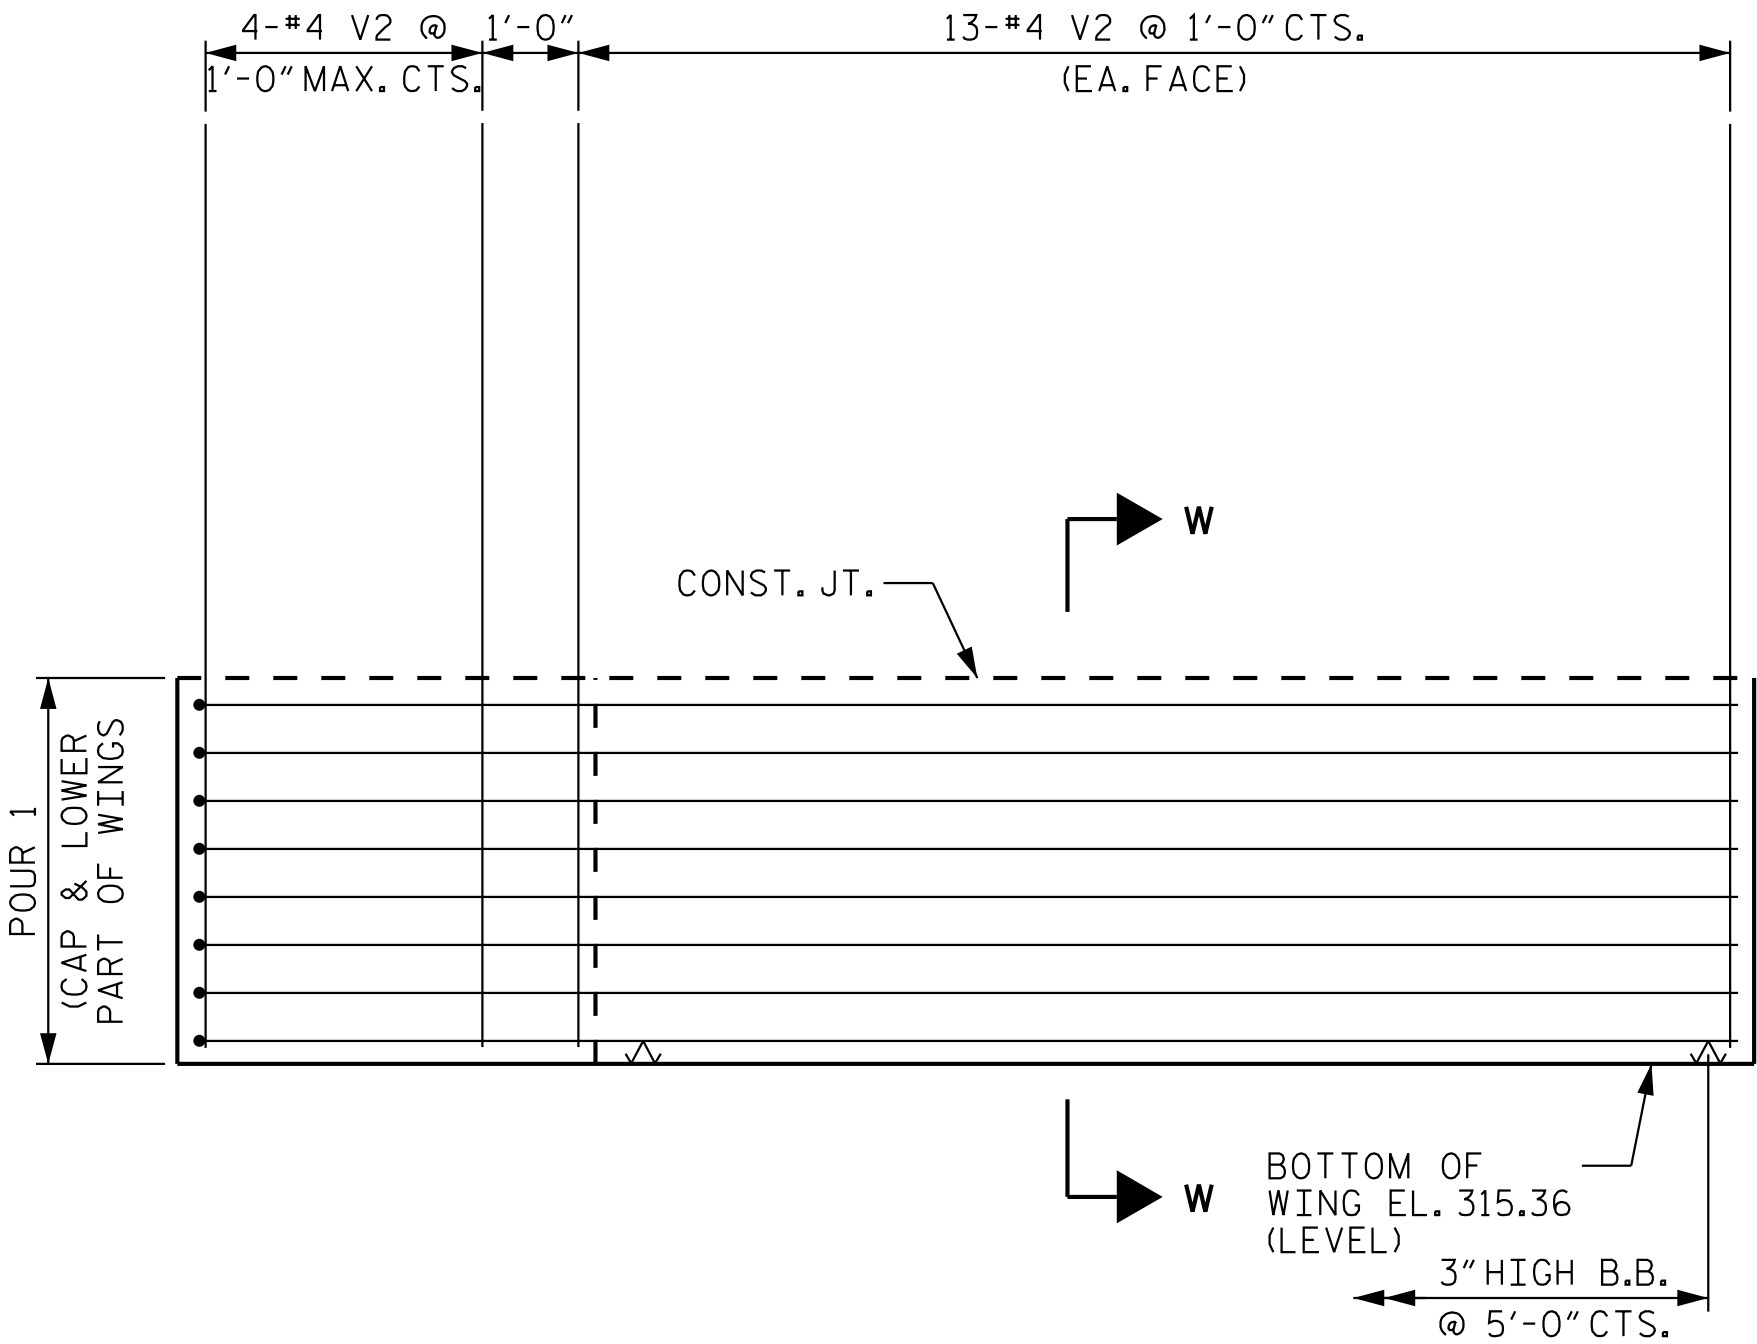 4-#4 V2 @
1'-0" MAX. CTS.
1'-0"
13-#4 V2 @ 1'-0" CTS.
(EA. FACE)
W
CONST. JT.
POUR 1
(CAP & LOWER
PART OF WINGS
W
BOTTOM OF
WING EL. 315.36
(LEVEL)
3" HIGH B.B.
@ 5'-0" CTS.